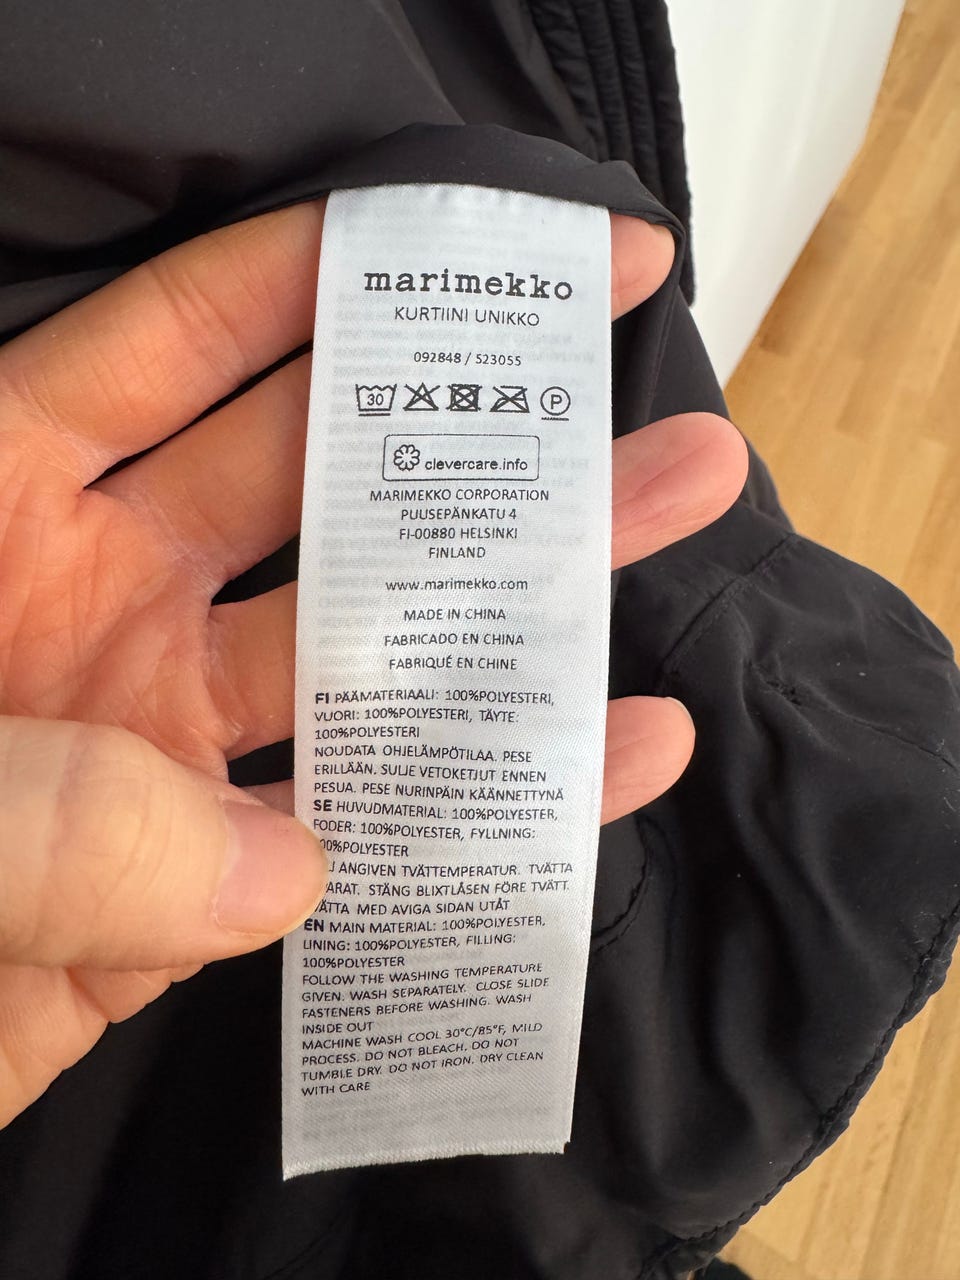 marimekko
KURTIINI UNIKKO
092848 / 523055
30 P
clevercare.info
MARIMEKKO CORPORATION
PUUSEPÄNKATU 4
FI-00880 HELSINKI
FINLAND
www.marimekko.com
MADE IN CHINA
FABRICADO EN CHINA
FABRIQUÉ EN CHINE
FI PÄÄMATERIAALI: 100%POLYESTERI,
VUORI: 100%POLYESTERI, TÄYTE:
100%POLYESTERI
NOUDATA OHJELÄMPÖTILAA. PESE
ERILLÄÄN. SULJE VETOKETJUT ENNEN
PESUA. PESE NURINPÄIN KÄÄNNETTYNÄ
SE HUVUDMATERIAL: 100%POLYESTER,
FODER: 100%POLYESTER, FYLLNING:
00%POLYESTER
ANGIVEN TVÄTTEMPERATUR. TVÄTTA
ARAT. STÄNG BLIXTLÅSEN FÖRE TVÄTT.
VÄTTA MED AVIGA SIDAN UTÅT
EN MAIN MATERIAL: 100%POLYESTER,
LINING: 100%POLYESTER, FILLING:
100%POLYESTER
FOLLOW THE WASHING TEMPERATURE
GIVEN. WASH SEPARATELY. CLOSE SLIDE
FASTENERS BEFORE WASHING. WASH
INSIDE OUT
MACHINE WASH COOL 30°C/85°F, MILD
PROCESS. DO NOT BLEACH. DO NOT
TUMBLE DRY. DO NOT IRON. DRY CLEAN
WITH CARE